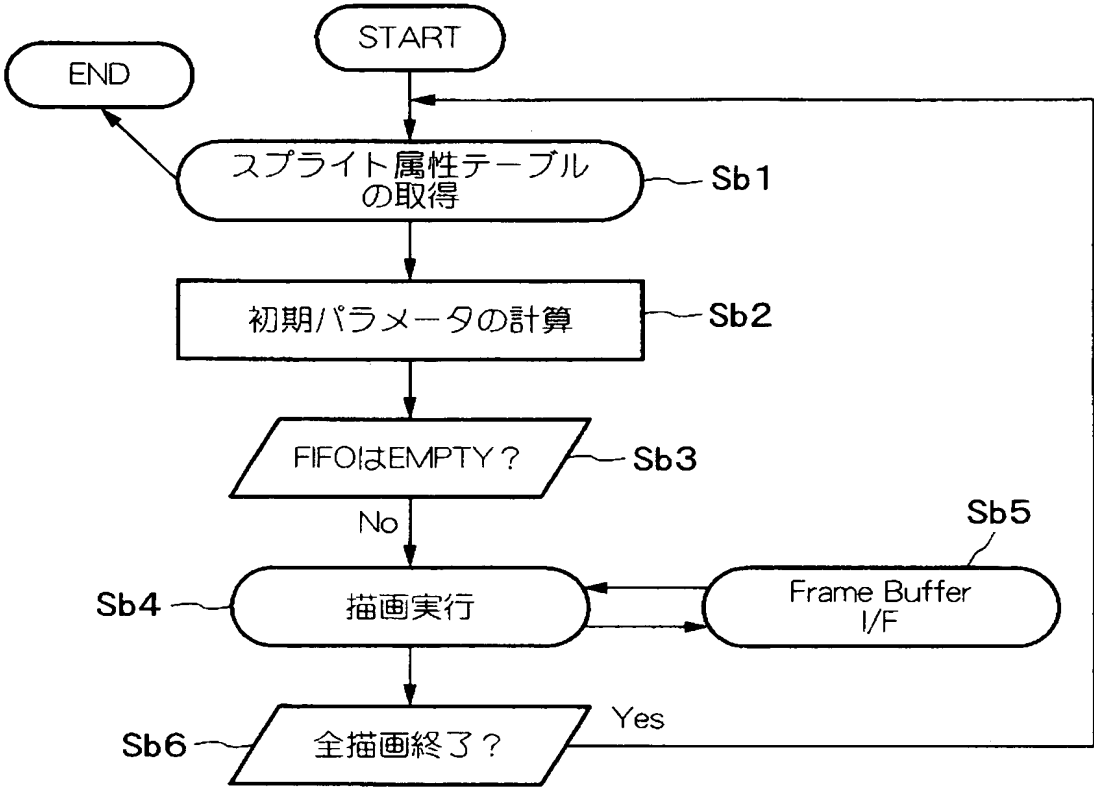 START
END
スプライト属性テーブル
の取得
Sb1
初期パラメータの計算
Sb2
FIFOはEMPTY？
Sb3
No
Sb5
Sb4
描画実行
Frame Buffer
I/F
Yes
Sb6
全描画終了？